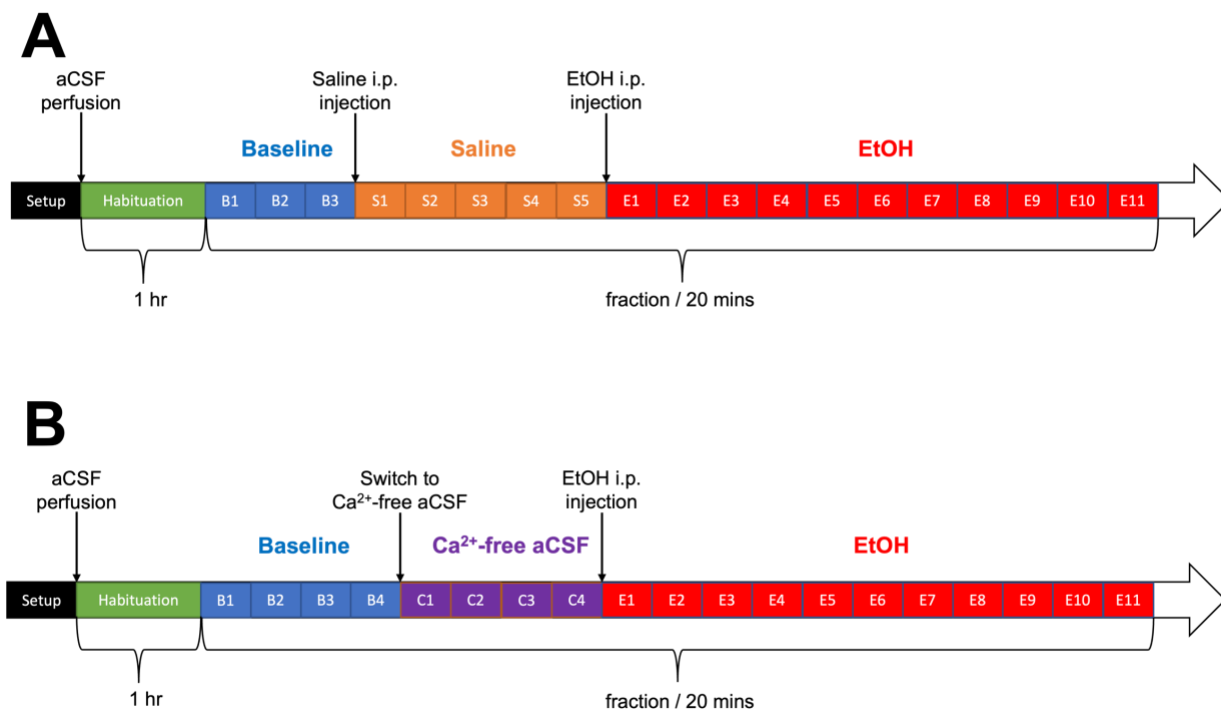 A
aCSF
perfusion
Saline i.p.
injection
EtOH i.p.
injection
Baseline
Saline
EtOH
Setup
Habituation
B1
B2
B3
S1
S2
S3
S4
S5
E1
E2
E3
E4
E5
E6
E7
E8
E9
E10
E11
1 hr
fraction / 20 mins
B
aCSF
perfusion
Switch to
Ca²⁺-free aCSF
EtOH i.p.
injection
Baseline
Ca²⁺-free aCSF
EtOH
Setup
Habituation
B1
B2
B3
B4
C1
C2
C3
C4
E1
E2
E3
E4
E5
E6
E7
E8
E9
E10
E11
1 hr
fraction / 20 mins